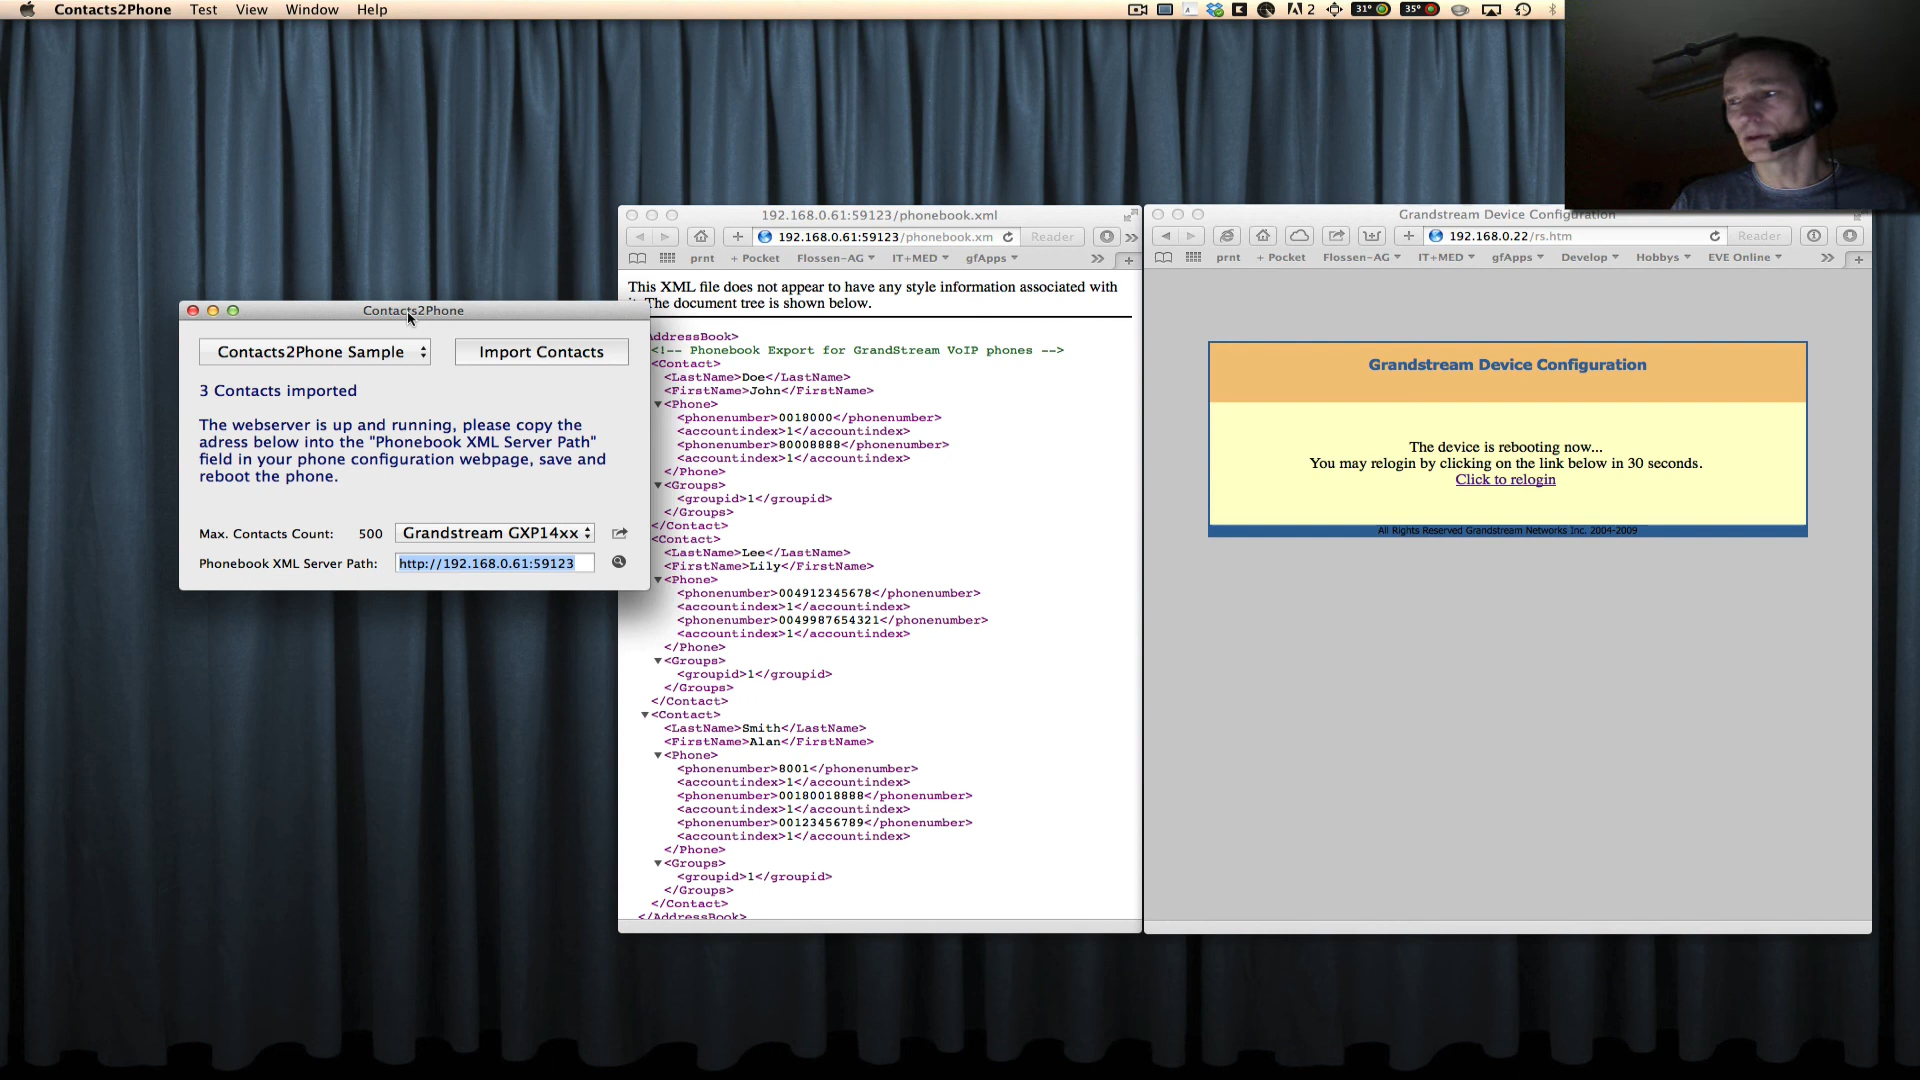 Contacts2Phone Test View Window Help
2 31° 35°
192.168.0.61:59123/phonebook.xml
192.168.0.61:59123/phonebook.xm Reader
prnt + Pocket Flossen-AG IT+MED gfApps
This XML file does not appear to have any style information associated with
it. The document tree is shown below.
AddressBook>
<!-- Phonebook Export for GrandStream VoIP phones -->
<Contact>
<LastName>Doe</LastName>
<FirstName>John</FirstName>
<Phone>
<phonenumber>0018000</phonenumber>
<accountindex>1</accountindex>
<phonenumber>80008888</phonenumber>
<accountindex>1</accountindex>
</Phone>
<Groups>
<groupid>1</groupid>
</Groups>
</Contact>
<Contact>
<LastName>Lee</LastName>
<FirstName>Lily</FirstName>
<Phone>
<phonenumber>004912345678</phonenumber>
<accountindex>1</accountindex>
<phonenumber>0049987654321</phonenumber>
<accountindex>1</accountindex>
</Phone>
<Groups>
<groupid>1</groupid>
</Groups>
</Contact>
<Contact>
<LastName>Smith</LastName>
<FirstName>Alan</FirstName>
<Phone>
<phonenumber>8001</phonenumber>
<accountindex>1</accountindex>
<phonenumber>00180018888</phonenumber>
<accountindex>1</accountindex>
<phonenumber>00123456789</phonenumber>
<accountindex>1</accountindex>
</Phone>
<Groups>
<groupid>1</groupid>
</Groups>
</Contact>
</AddressBook>
Contacts2Phone
Contacts2Phone Sample Import Contacts
3 Contacts imported
The webserver is up and running, please copy the
adress below into the "Phonebook XML Server Path"
field in your phone configuration webpage, save and
reboot the phone.
Max. Contacts Count: 500 Grandstream GXP14xx
Phonebook XML Server Path: http://192.168.0.61:59123
Grandstream Device Configuration
192.168.0.22/rs.htm Reader
prnt + Pocket Flossen-AG IT+MED gfApps Develop Hobbys EVE Online
Grandstream Device Configuration
The device is rebooting now...
You may relogin by clicking on the link below in 30 seconds.
Click to relogin
All Rights Reserved Grandstream Networks Inc. 2004-2009